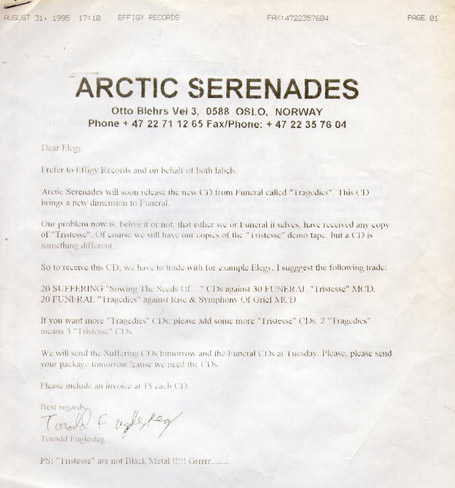 AUGUST 31, 1995 17:10 EFFIGY RECORDS FAX:4722357604 PAGE 01
ARCTIC SERENADES
Otto Blehrs Vei 3, 0588 OSLO, NORWAY
Phone + 47 22 71 12 65 Fax/Phone: + 47 22 35 76 04
Dear Elegy.
I refer to Effigy Records and on behalf of both labels.
Arctic Serenades will soon release the new CD from Funeral called "Tragedies". This CD
brings a new dimension to Funeral.
Our problem now is, belive it or not, that either we or Funeral it selves, have received any copy
of "Tristesse". Of course we still have our copies of the "Tristesse" demo tape, but a CD is
something different.
So to receive this CD, we have to trade with for example Elegy. I sugggest the following trade:
20 SUFFERING "Sowing The Seeds Of...." CDs against 30 FUNERAL "Tristesse" MCD.
20 FUNERAL "Tragedies" against Rise & Symphony Of Grief MCD
If you want more "Tragedies" CDs; please add some more "Tristesse" CDs. 2 "Tragedies"
means 3 "Tristesse" CDs.
We will send the Suffering CDs tomorrow and the Funeral CDs at Tuesday. Please, please send
your package tomorrow 'cause we need the CDs.
Please include an invoice at 1$ each CD.
Best regards
Torodd F uglesteg
Torodd Fuglesteg.
PS: "Tristesse" are not Black Metal !!!!! Grrrr.......